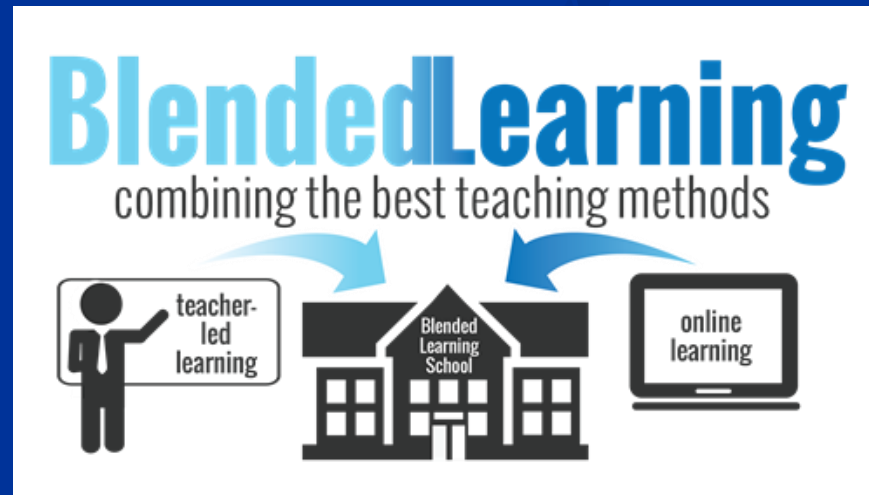 BlendedLearning
combining the best teaching methods
teacher-
led
learning
Blended
Learning
School
online
learning